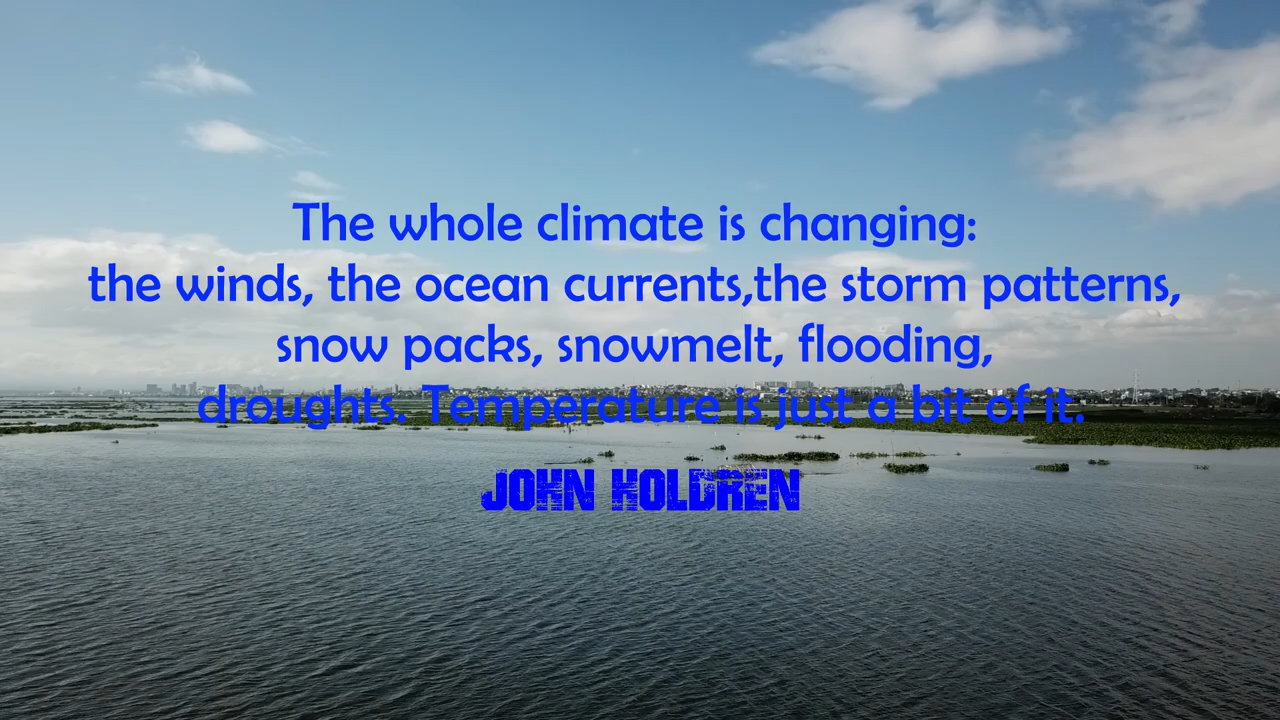 The whole climate is changing:
the winds, the ocean currents,the storm patterns,
snow packs, snowmelt, flooding,
droughts. Temperature is just a bit of it.
JOHN HOLDREN